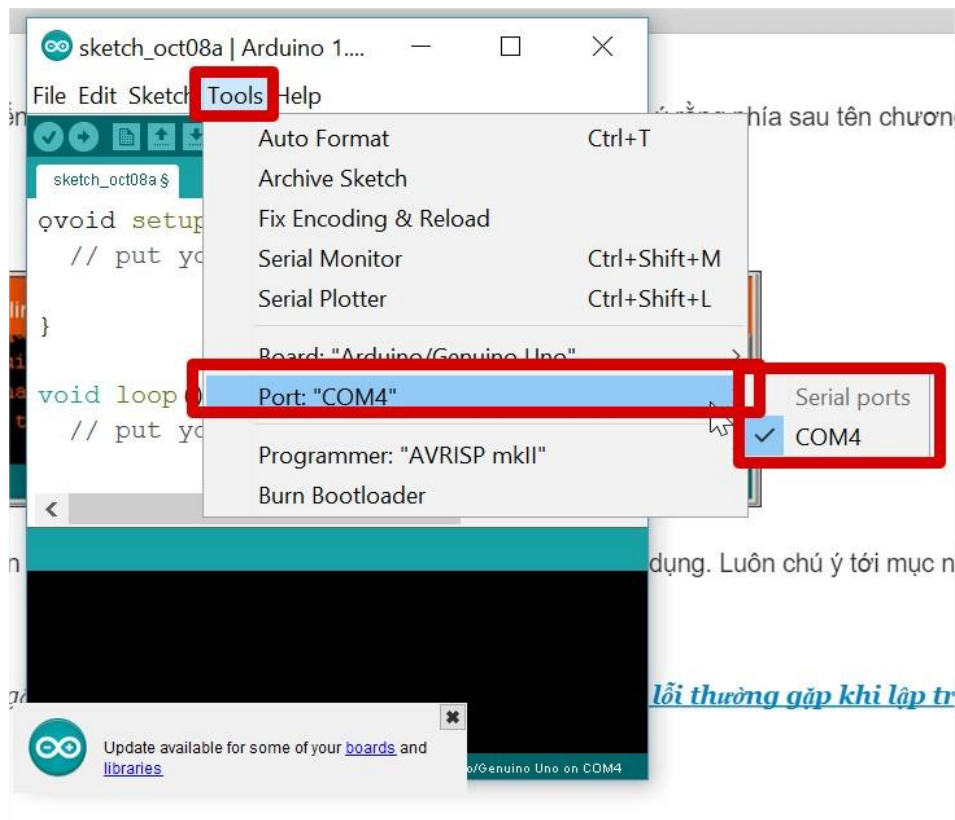 sketch_oct08a | Arduino 1....
File Edit Sketch Tools Help
rằng phía sau tên chương
Auto Format Ctrl+T
sketch_oct08a §
Archive Sketch
ọvoid setup
Fix Encoding & Reload
// put yo
Serial Monitor Ctrl+Shift+M
Serial Plotter Ctrl+Shift+L
}
Board: "Arduino/Genuino Uno"
void loop()
Port: "COM4"
Serial ports
COM4
// put yo
Programmer: "AVRISP mkII"
Burn Bootloader
dụng. Luôn chú ý tới mục n
lỗi thường gặp khi lập tr
Update available for some of your boards and
libraries
o/Genuino Uno on COM4